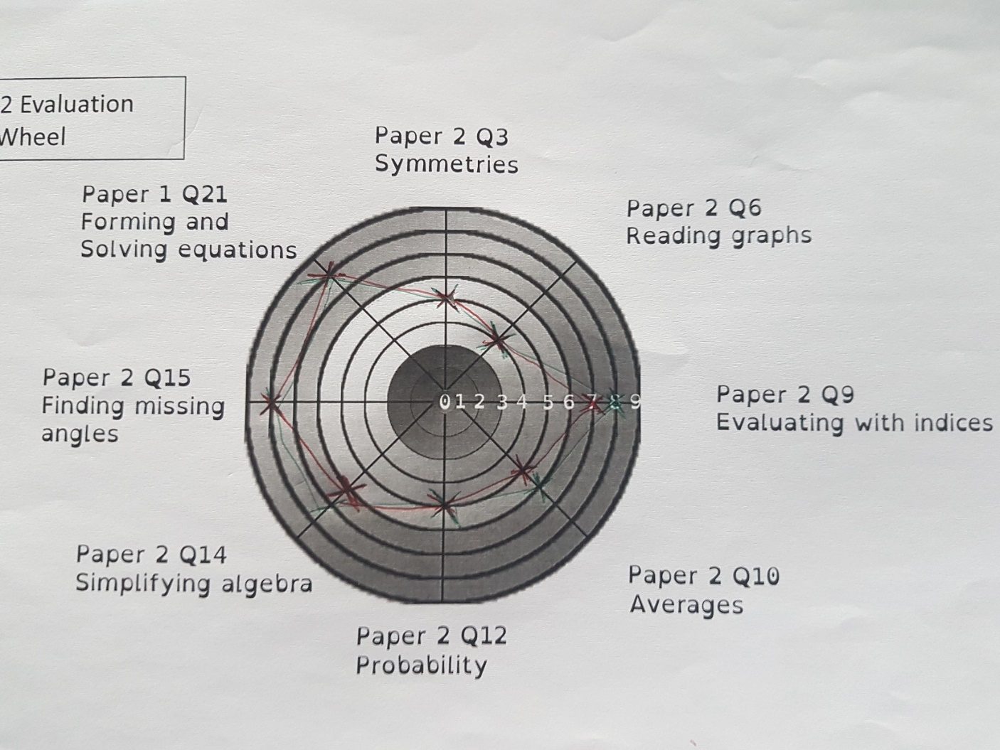 2 Evaluation
Wheel
Paper 2 Q3
Symmetries
Paper 1 Q21
Forming and
Solving equations
Paper 2 Q6
Reading graphs
Paper 2 Q15
Finding missing
angles
0 1 2 3 4 5 6 7 8 9
Paper 2 Q9
Evaluating with indices
Paper 2 Q14
Simplifying algebra
Paper 2 Q10
Averages
Paper 2 Q12
Probability